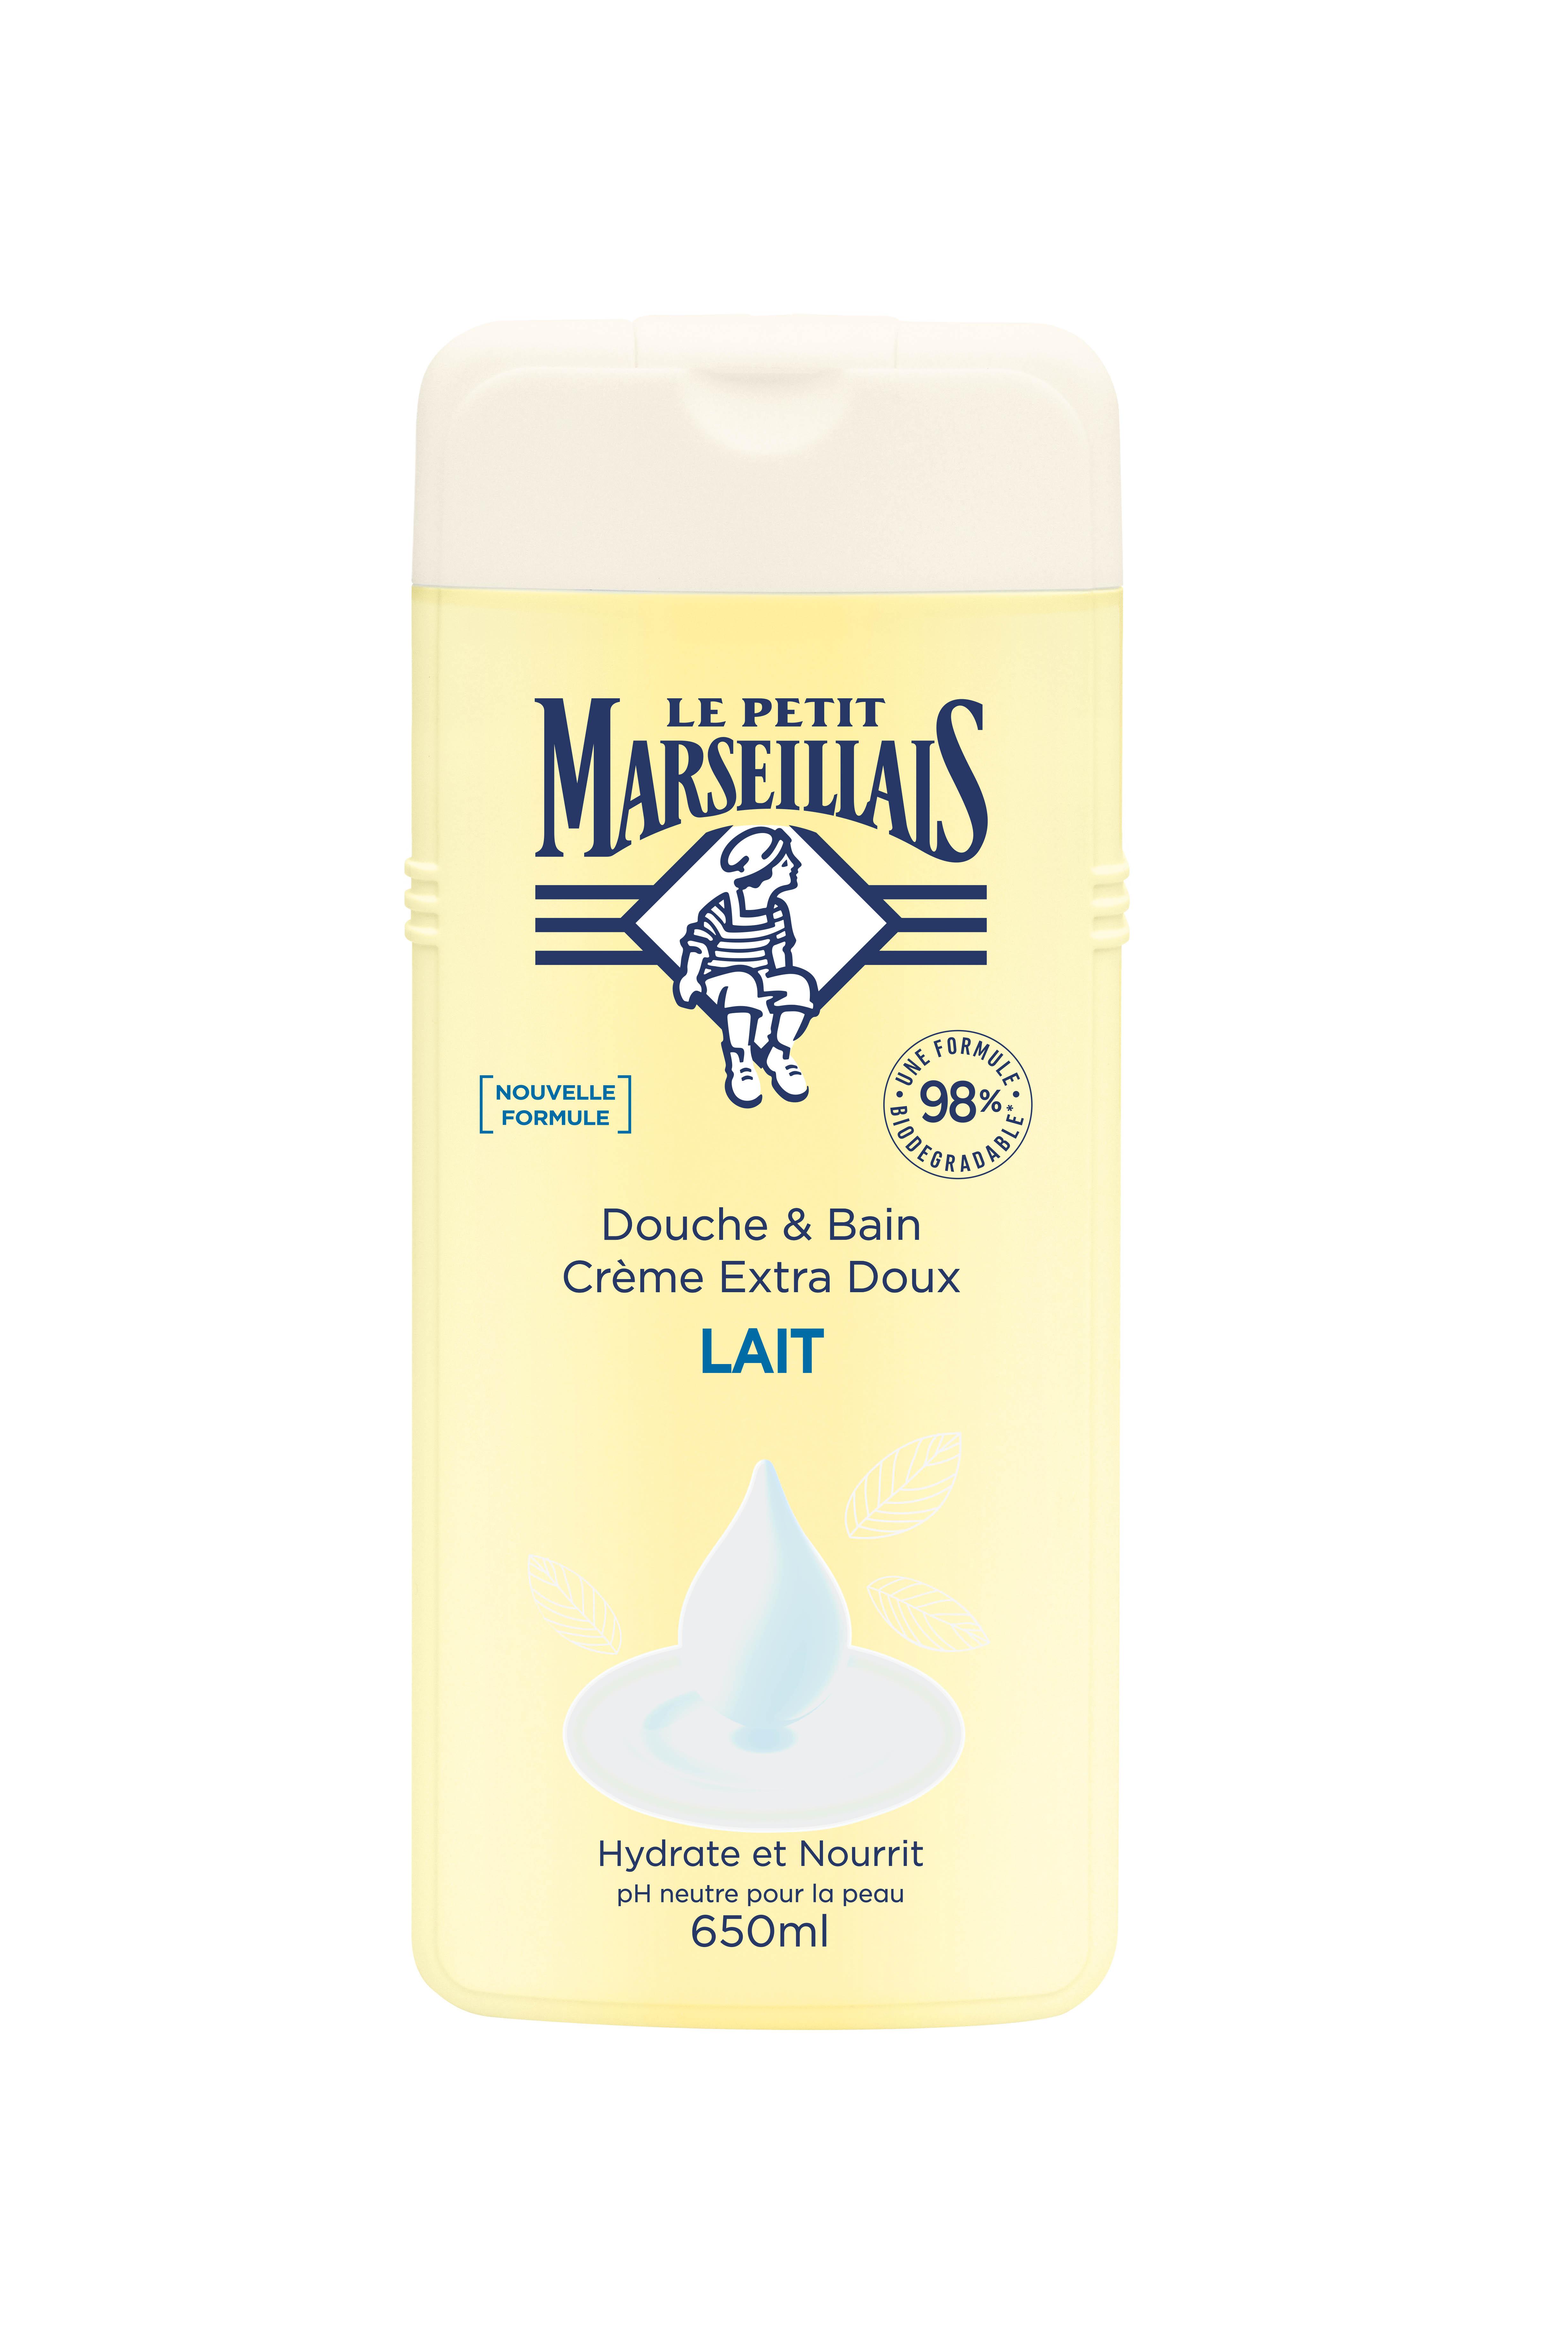 LE PETIT
MARSEILLAIS
NOUVELLE
FORMULE
UNE FORMULE
98%
BIODEGRADABLE*
Douche & Bain
Crème Extra Doux
LAIT
Hydrate et Nourrit
pH neutre pour la peau
650ml